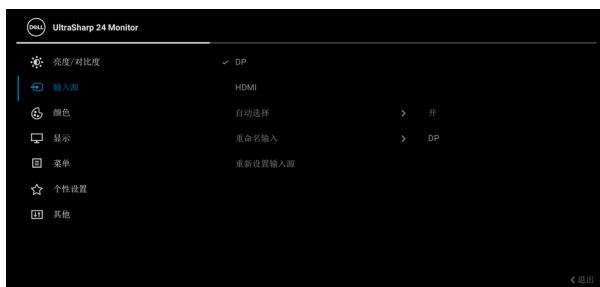 DELL UltraSharp 24 Monitor
亮度/对比度 DP
输入源 HDMI
颜色 自动选择 开
显示 重命名输入 DP
菜单 重新设置输入源
个性设置
其他
退出